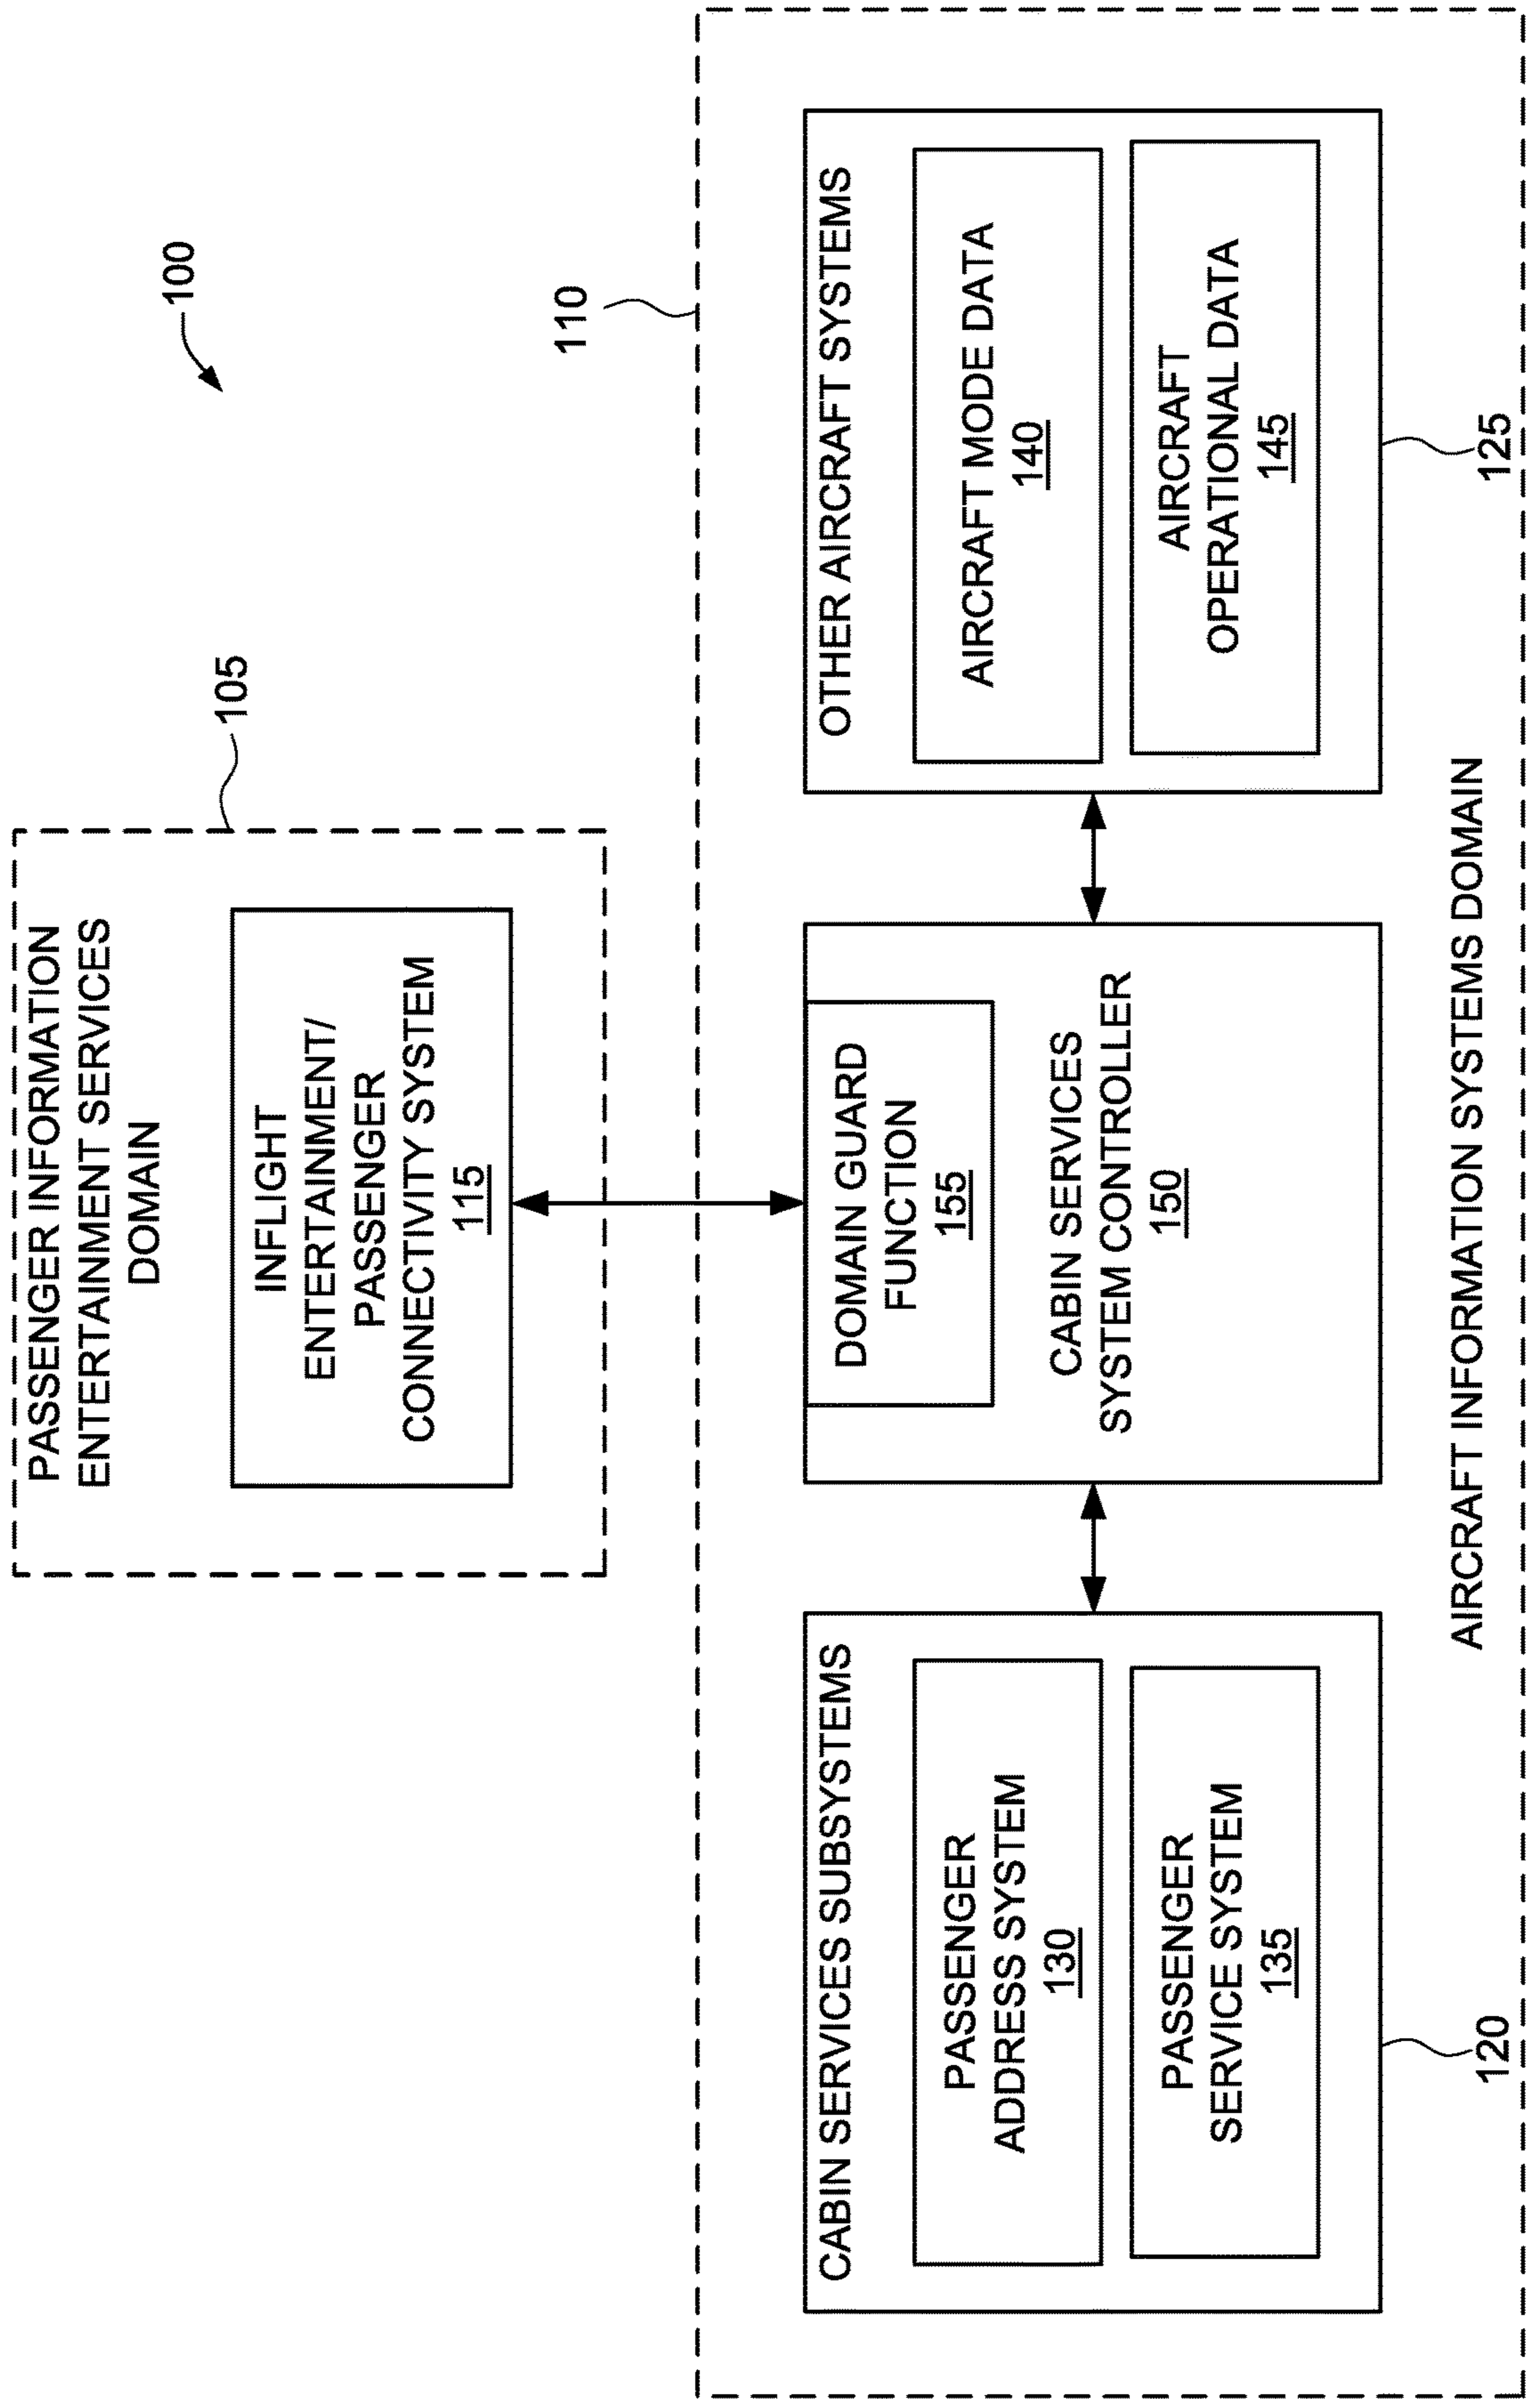 100
PASSENGER INFORMATION
ENTERTAINMENT SERVICES
DOMAIN
105
INFLIGHT
ENTERTAINMENT/
PASSENGER
CONNECTIVITY SYSTEM
115
110
CABIN SERVICES SUBSYSTEMS
PASSENGER
ADDRESS SYSTEM
130
PASSENGER
SERVICE SYSTEM
135
120
DOMAIN GUARD
FUNCTION
155
CABIN SERVICES
SYSTEM CONTROLLER
150
OTHER AIRCRAFT SYSTEMS
AIRCRAFT MODE DATA
140
AIRCRAFT
OPERATIONAL DATA
145
125
AIRCRAFT INFORMATION SYSTEMS DOMAIN